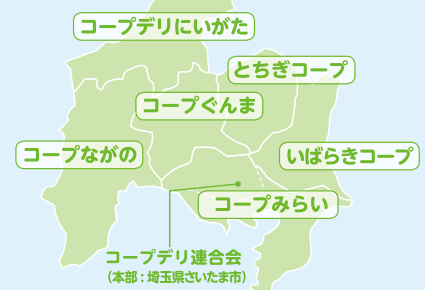 コープデリにいがた
とちぎコープ
コープぐんま
コープながの
いばらきコープ
コープみらい
コープデリ連合会
（本部：埼玉県さいたま市）